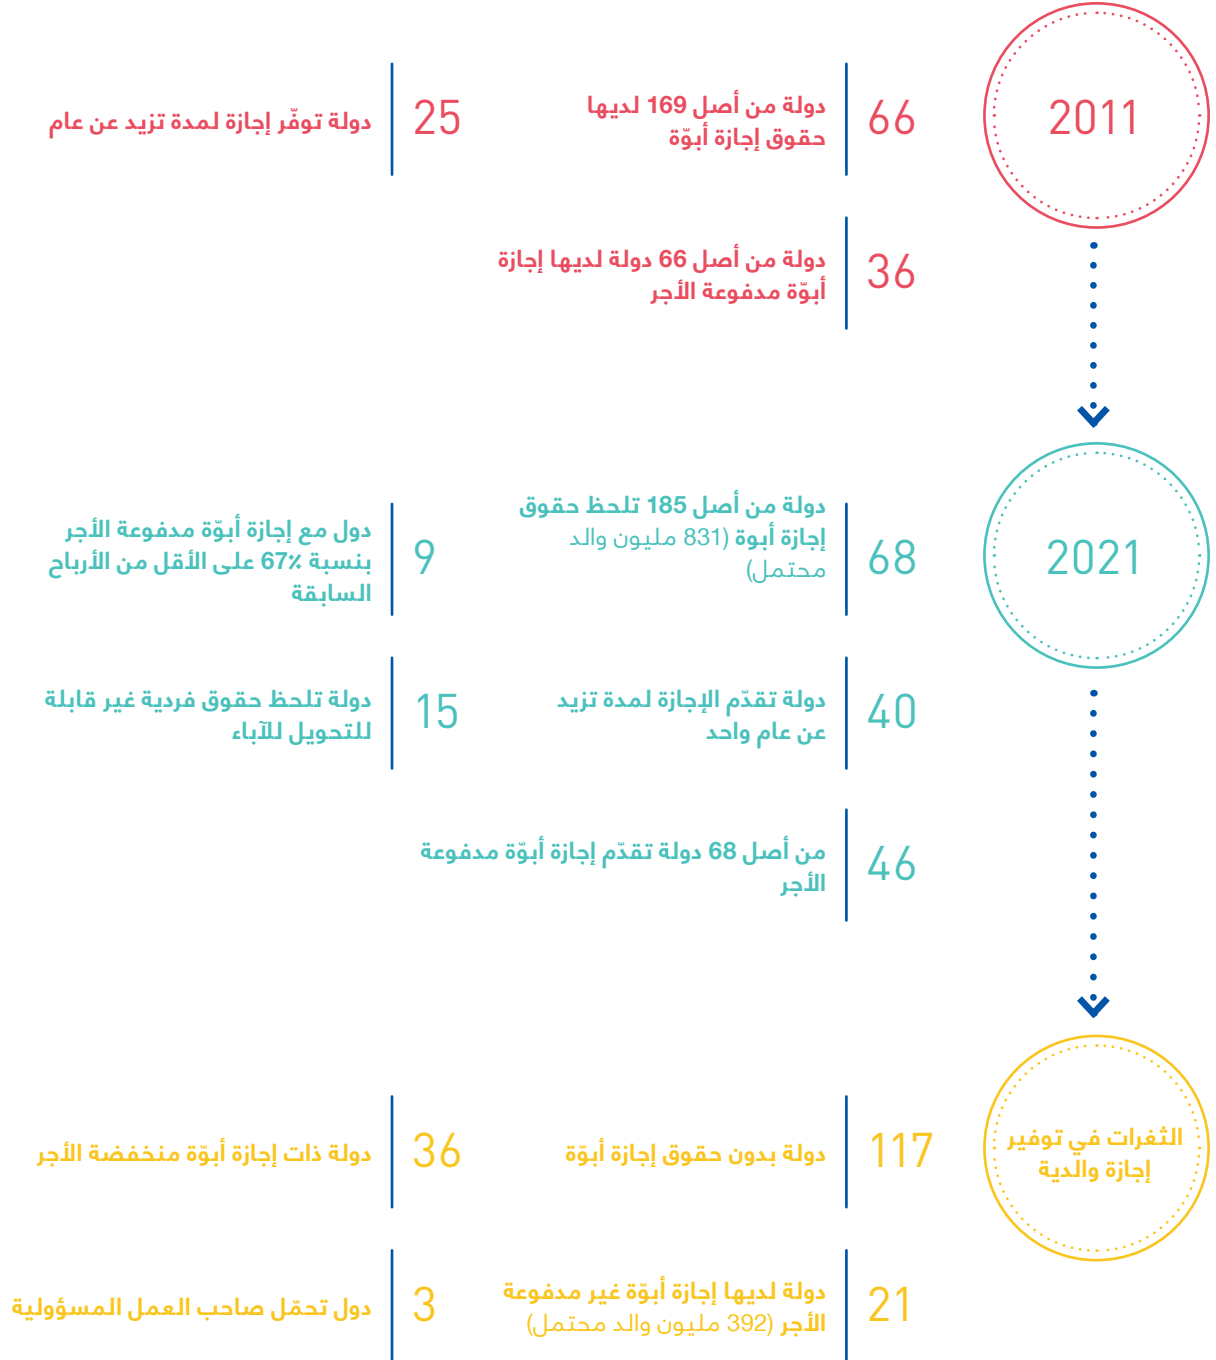 2011
66
دولة من أصل 169 لديها
حقوق إجازة أبوّة
25
دولة توفّر إجازة لمدة تزيد عن عام
36
دولة من أصل 66 دولة لديها إجازة
أبوّة مدفوعة الأجر
2021
68
دولة من أصل 185 تلحظ حقوق
إجازة أبوة (831 مليون والد
محتمل)
9
دول مع إجازة أبوّة مدفوعة الأجر
بنسبة 67٪ على الأقل من الأرباح
السابقة
40
دولة تقدّم الإجازة لمدة تزيد
عن عام واحد
15
دولة تلحظ حقوق فردية غير قابلة
للتحويل للآباء
46
من أصل 68 دولة تقدّم إجازة أبوّة مدفوعة
الأجر
الثغرات في توفير
إجازة والدية
117
دولة بدون حقوق إجازة أبوّة
36
دولة ذات إجازة أبوّة منخفضة الأجر
21
دولة لديها إجازة أبوّة غير مدفوعة
الأجر (392 مليون والد محتمل)
3
دول تحمّل صاحب العمل المسؤولية